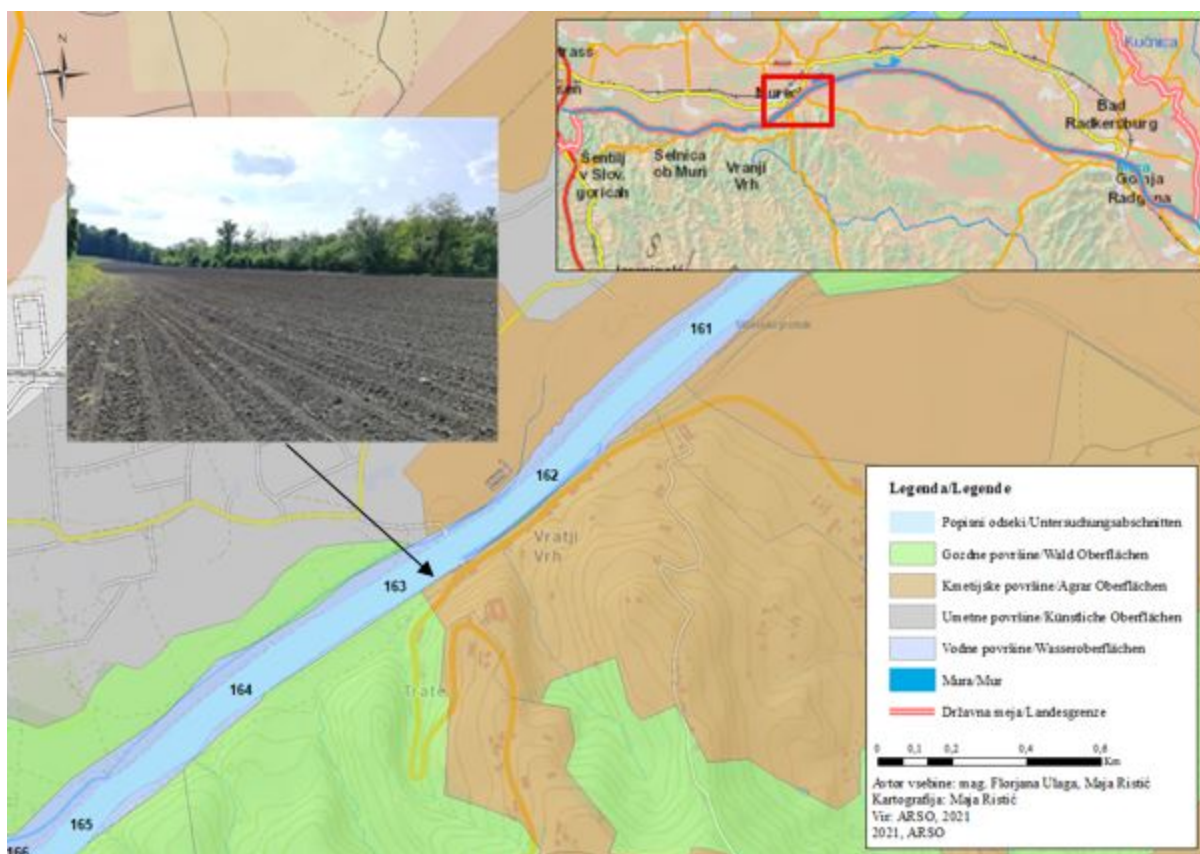 N
Kučnica
Bad
Radkersburg
Šentilj
v Slov.
goricah
Selnica
ob Muri
Vranji
Vrh
Gornja
S
161
162
Vratji
Vrh
163
164
Trate
165
166
Legenda/Legende
Popisni odseki/Untersuchungsabschnitten
Gozdne površine/Wald Oberflächen
Kmetijske površine/Agrar Oberflächen
Umetne površine/Künstliche Oberflächen
Vodne površine/Wasseroberflächen
Mura/Mur
Državna meja/Landesgrenze
0 0,1 0,2 0,4 0,6
Km
Avtor vsebine: mag. Florjana Ulaga, Maja Ristić
Kartografija: Maja Ristić
Vir: ARSO, 2021
2021, ARSO